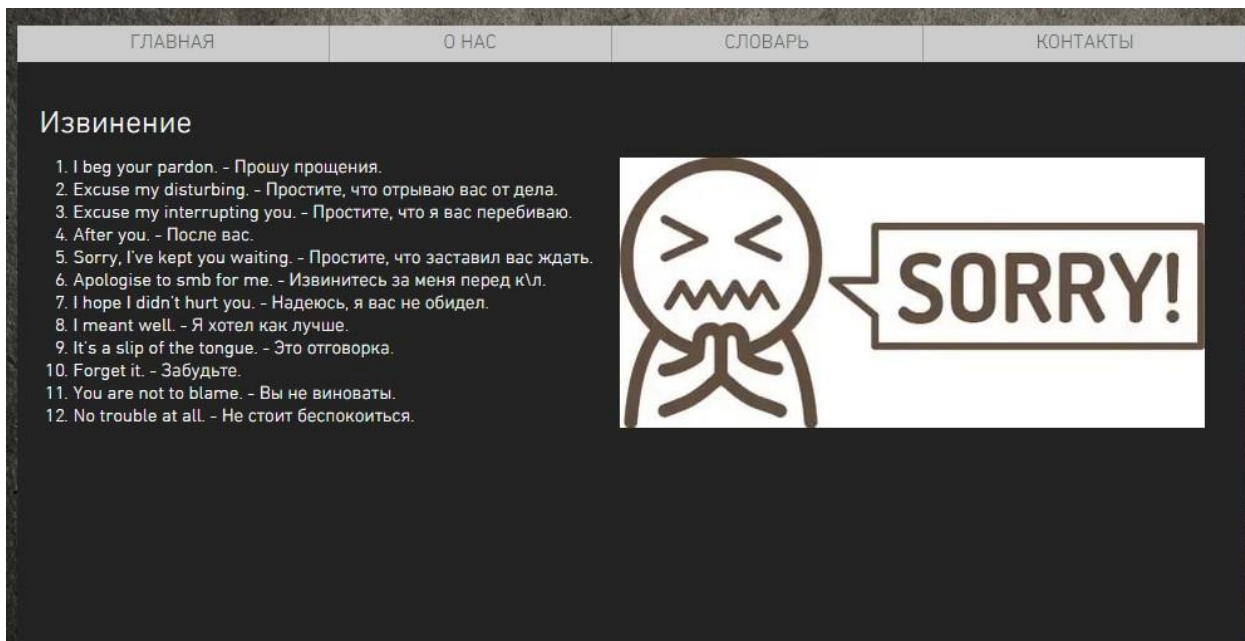 ГЛАВНАЯ О НАС СЛОВАРЬ КОНТАКТЫ
Извинение
1. I beg your pardon. - Прошу прощения.
2. Excuse my disturbing. - Простите, что отрываю вас от дела.
3. Excuse my interrupting you. - Простите, что я вас перебиваю.
4. After you. - После вас.
5. Sorry, I've kept you waiting. - Простите, что заставил вас ждать.
6. Apologise to smb for me. - Извинитесь за меня перед к\л.
7. I hope I didn't hurt you. - Надеюсь, я вас не обидел.
8. I meant well. - Я хотел как лучше.
9. It's a slip of the tongue. - Это отговорка.
10. Forget it. - Забудьте.
11. You are not to blame. - Вы не виноваты.
12. No trouble at all. - Не стоит беспокоиться.
SORRY!